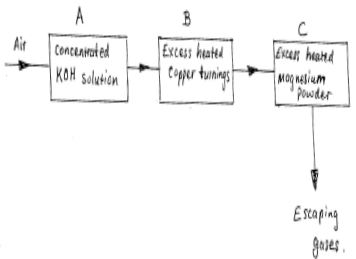 A
B
C
Air
Concentrated
KOH solution
Excess heated
Copper turnings
Excess heated
Magnesium
powder
Escaping
gases.